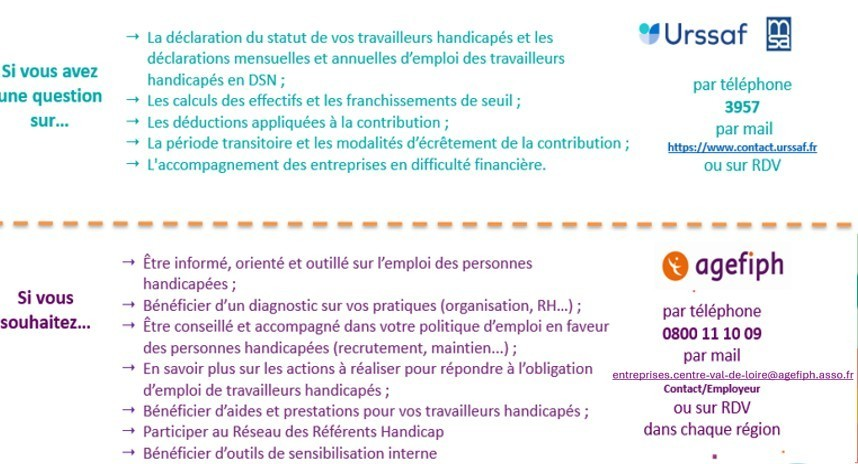 → La déclaration du statut de vos travailleurs handicapés et les
déclarations mensuelles et annuelles d'emploi des travailleurs
handicapés en DSN ;
→ Les calculs des effectifs et les franchissements de seuil ;
→ Les déductions appliquées à la contribution ;
→ La période transitoire et les modalités d'écrêtement de la contribution ;
→ L'accompagnement des entreprises en difficulté financière.
Si vous avez
une question
sur...
Urssaf
msa
par téléphone
3957
par mail
https://www.contact.urssaf.fr
ou sur RDV
Si vous
souhaitez...
→ Être informé, orienté et outillé sur l'emploi des personnes
handicapées ;
→ Bénéficier d'un diagnostic sur vos pratiques (organisation, RH...) ;
→ Être conseillé et accompagné dans votre politique d'emploi en faveur
des personnes handicapées (recrutement, maintien...) ;
→ En savoir plus sur les actions à réaliser pour répondre à l'obligation
d'emploi de travailleurs handicapés ;
→ Bénéficier d'aides et prestations pour vos travailleurs handicapés ;
→ Participer au Réseau des Référents Handicap
→ Bénéficier d'outils de sensibilisation interne
agefiph
par téléphone
0800 11 10 09
par mail
entreprises.centre-val-de-loire@agefiph.asso.fr
Contact/Employeur
ou sur RDV
dans chaque région